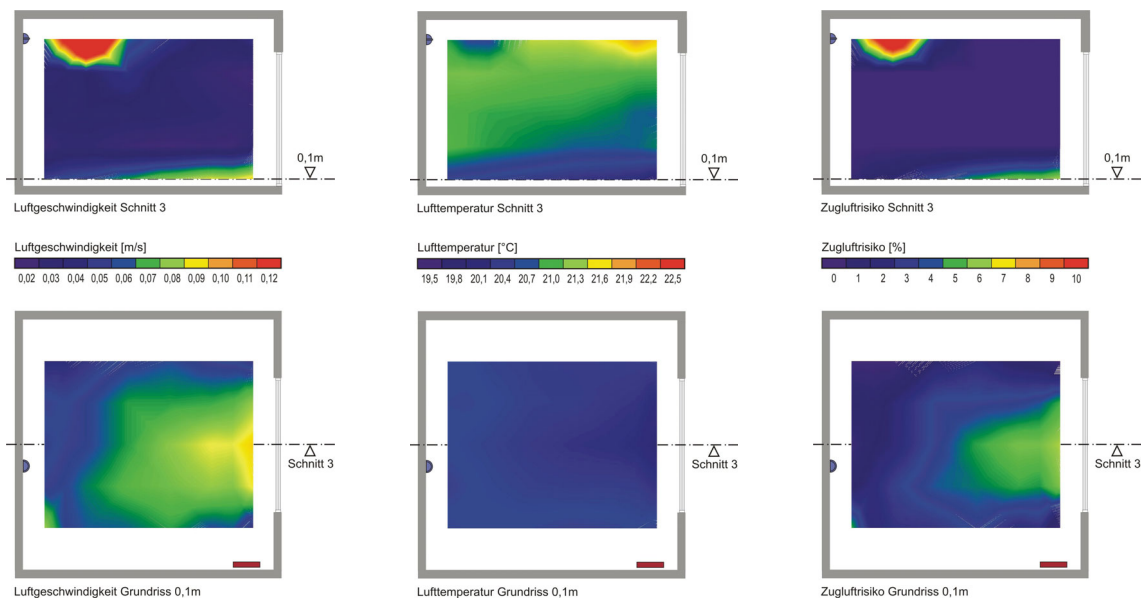 0,1m
0,1m
0,1m
Luftgeschwindigkeit Schnitt 3
Lufttemperatur Schnitt 3
Zugluftrisiko Schnitt 3
Luftgeschwindigkeit [m/s]
0,02 0,03 0,04 0,05 0,06 0,07 0,08 0,09 0,10 0,11 0,12
Lufttemperatur [°C]
19,5 19,8 20,1 20,4 20,7 21,0 21,3 21,6 21,9 22,2 22,5
Zugluftrisiko [%]
0 1 2 3 4 5 6 7 8 9 10
Schnitt 3
Schnitt 3
Schnitt 3
Luftgeschwindigkeit Grundriss 0,1m
Lufttemperatur Grundriss 0,1m
Zugluftrisiko Grundriss 0,1m